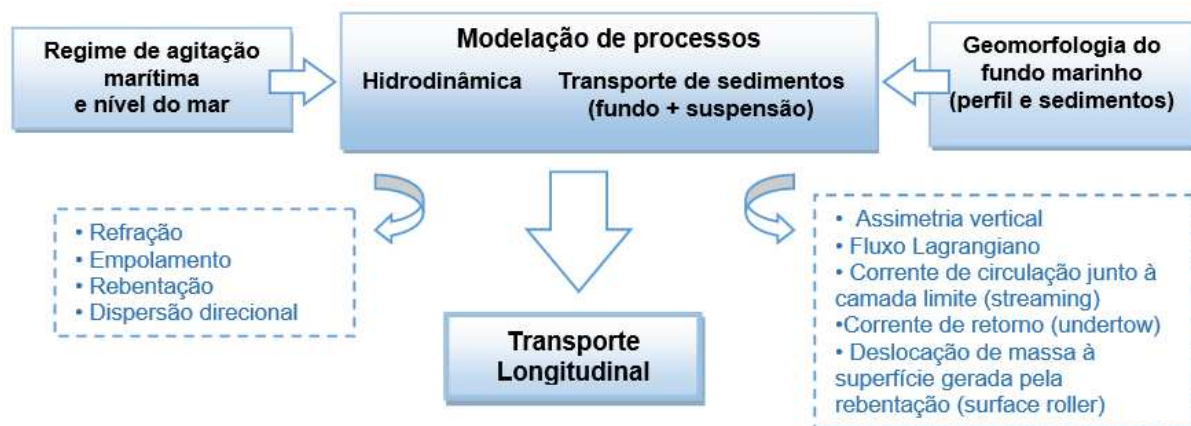 Regime de agitação
marítima
e nível do mar
Modelação de processos
Hidrodinâmica
Transporte de sedimentos
(fundo + suspensão)
Geomorfologia do
fundo marinho
(perfil e sedimentos)
• Refração
• Empolamento
• Rebentação
• Dispersão direcional
Transporte
Longitudinal
• Assimetria vertical
• Fluxo Lagrangiano
• Corrente de circulação junto à
camada limite (streaming)
•Corrente de retorno (undertow)
• Deslocação de massa à
superfície gerada pela
rebentação (surface roller)